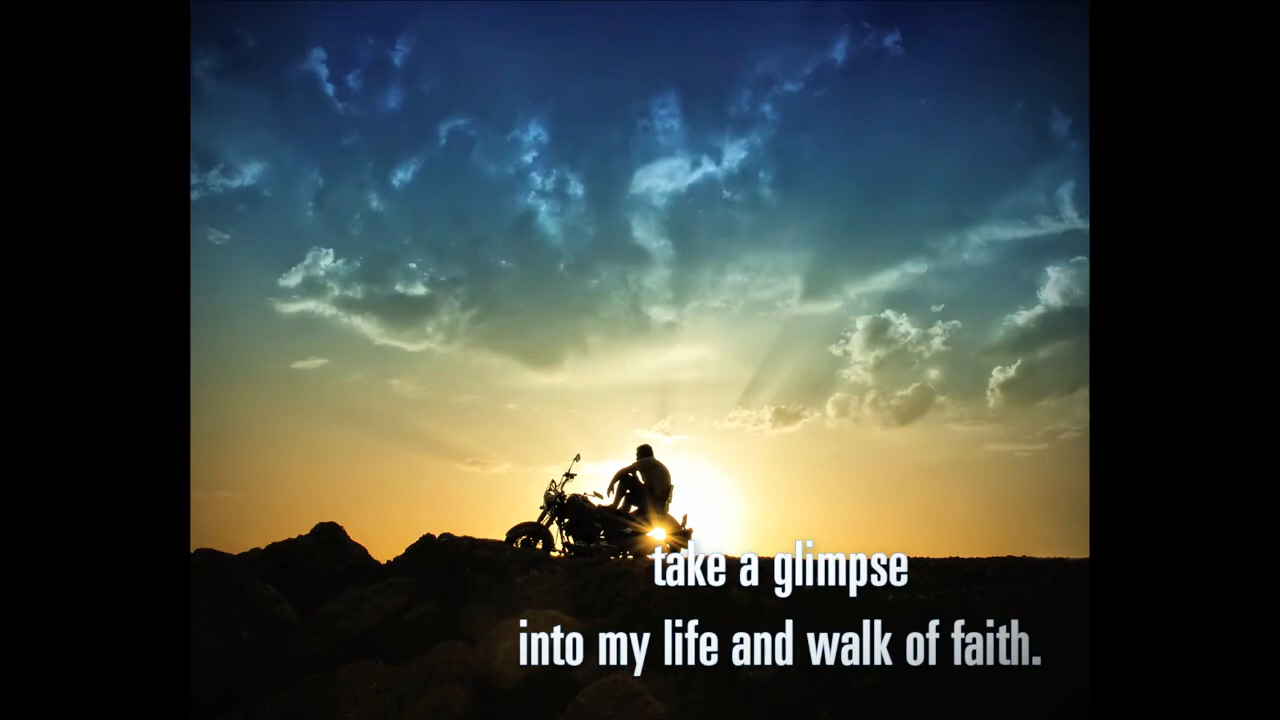 take a glimpse
into my life and walk of faith.